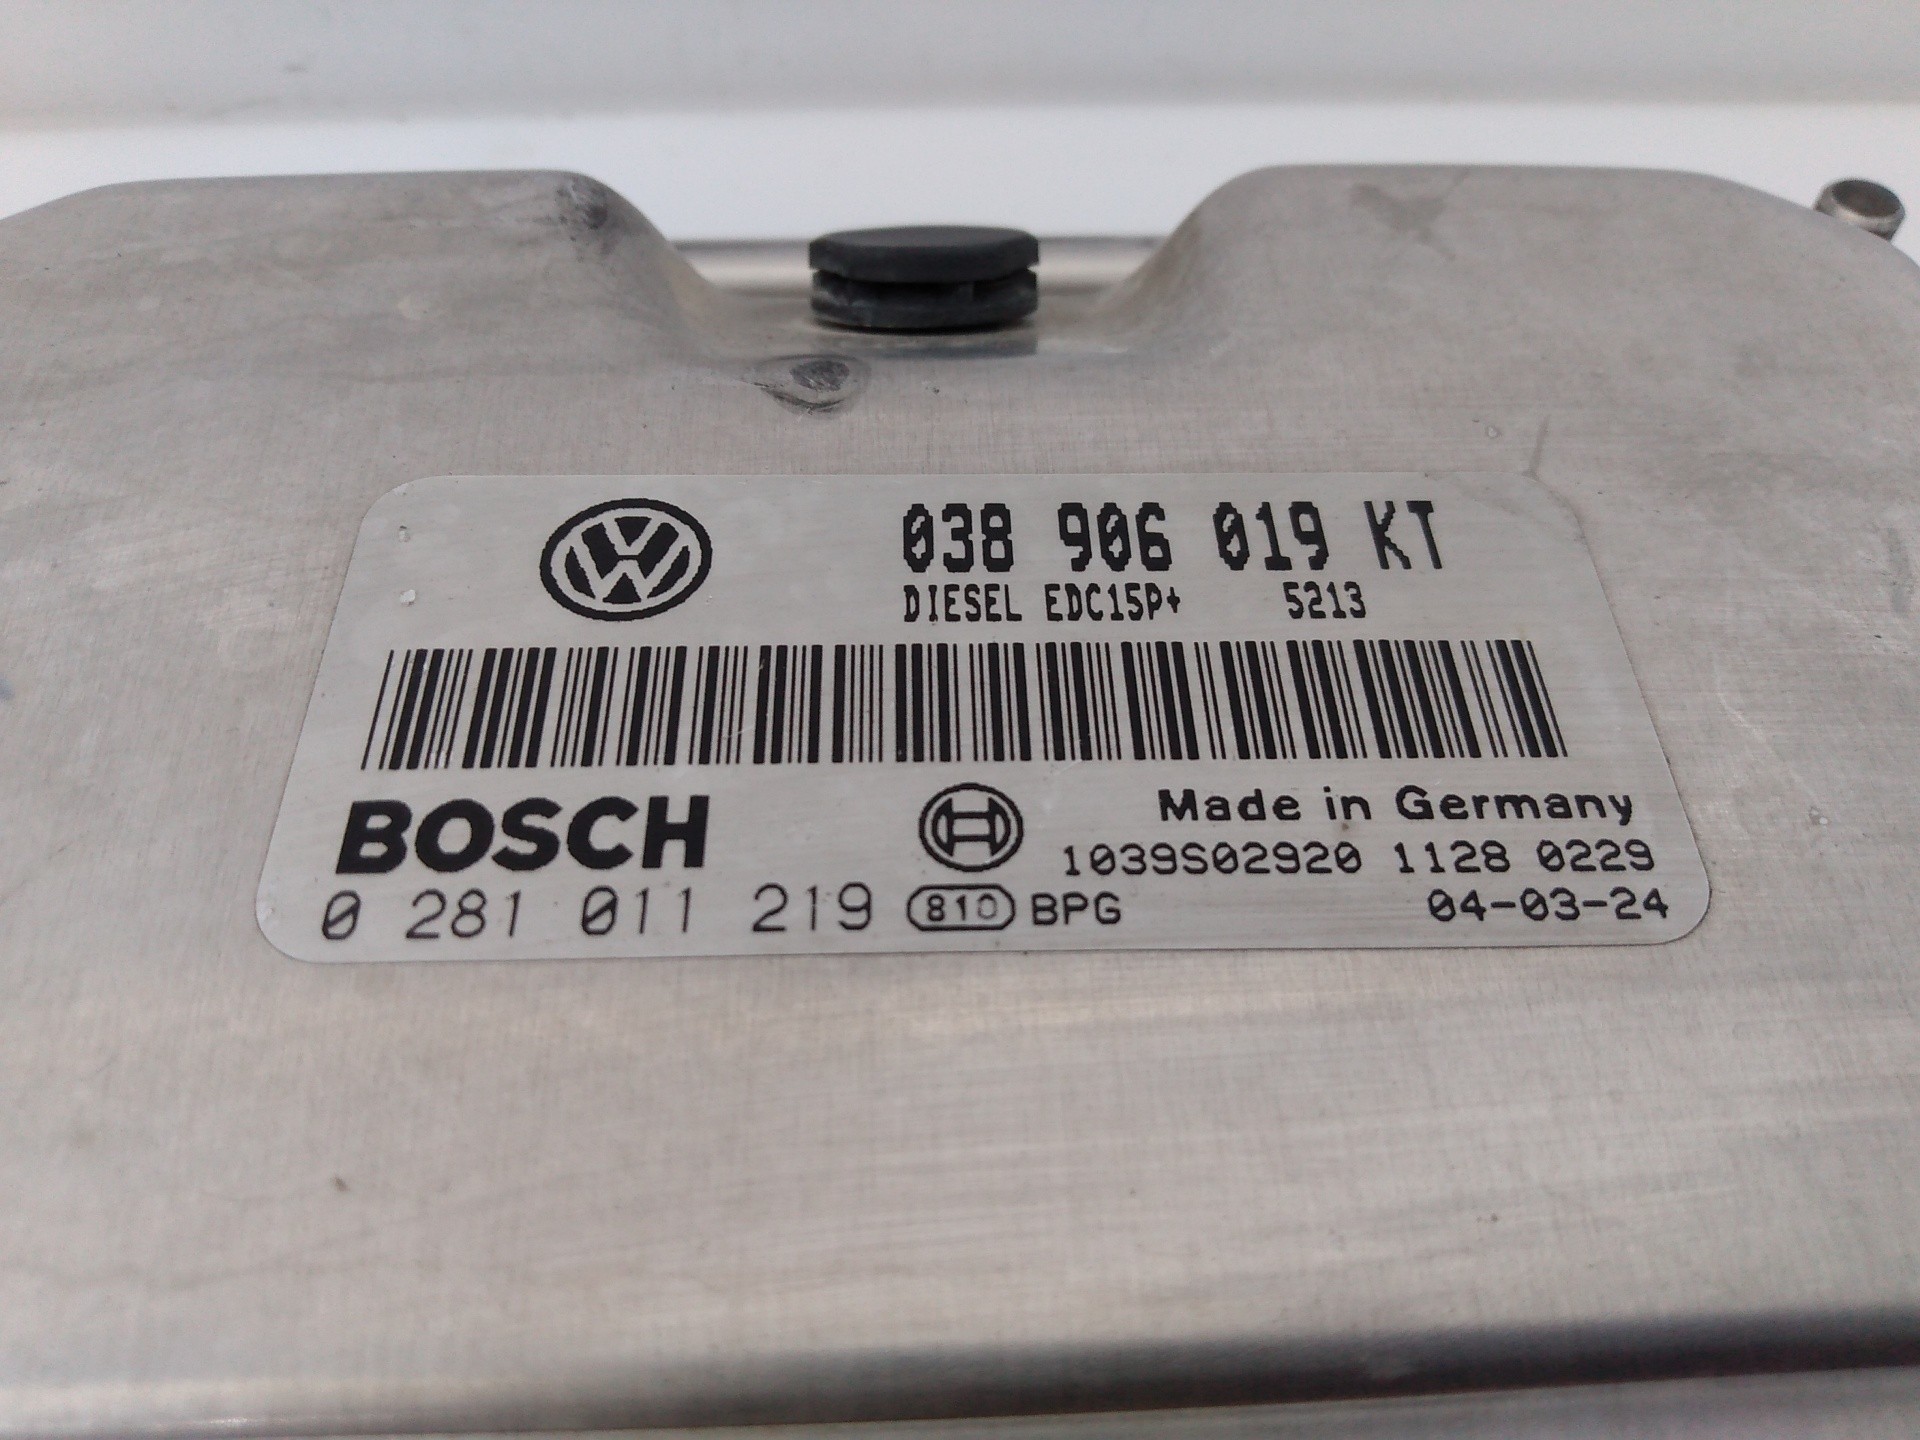 038 906 019 KT
DIESEL EDC15P+ 5213
BOSCH
Made in Germany
1039S02920 1128 0229
0 281 011 219 810 BPG 04-03-24